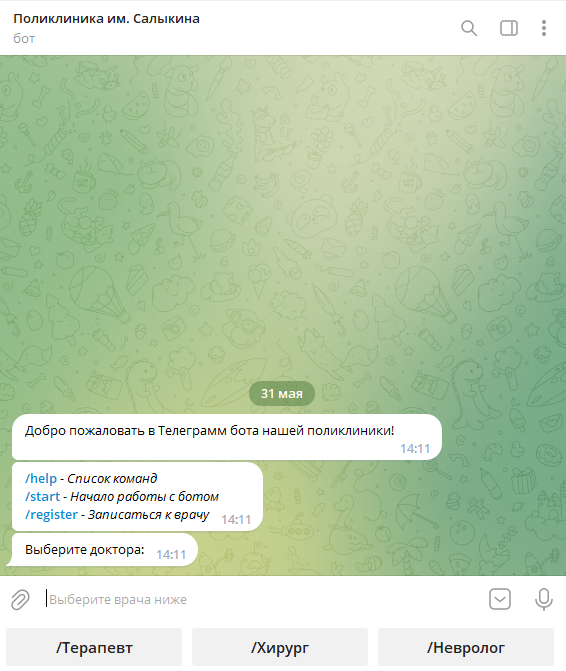 Поликлиника им. Салыкина
бот
31 мая
Добро пожаловать в Телеграмм бота нашей поликлиники!
14:11
/help - Список команд
/start - Начало работы с ботом
/register - Записаться к врачу 14:11
Выберите доктора: 14:11
Выберите врача ниже
/Терапевт /Хирург /Невролог